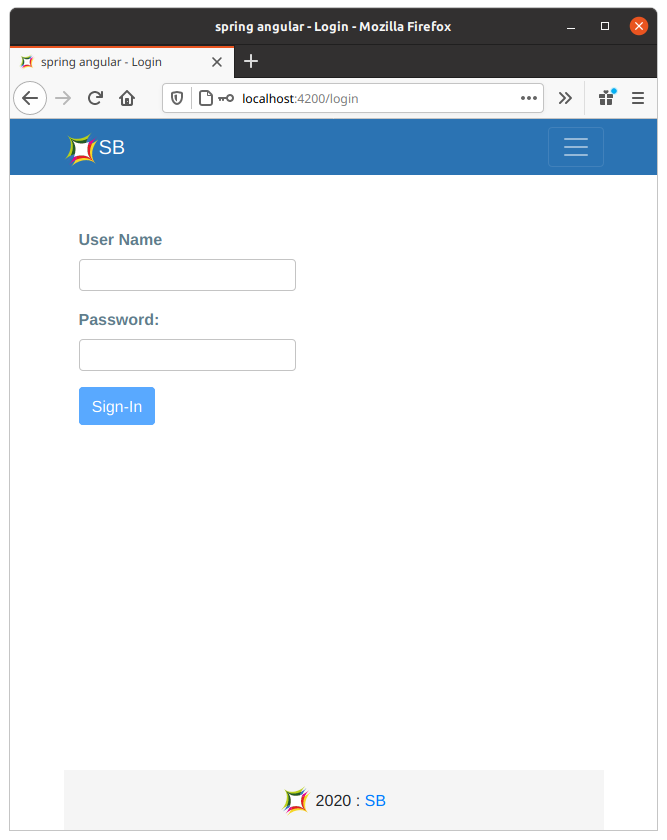 spring angular - Login - Mozilla Firefox
spring angular - Login
localhost:4200/login
SB
User Name
Password:
Sign-In
2020 : SB